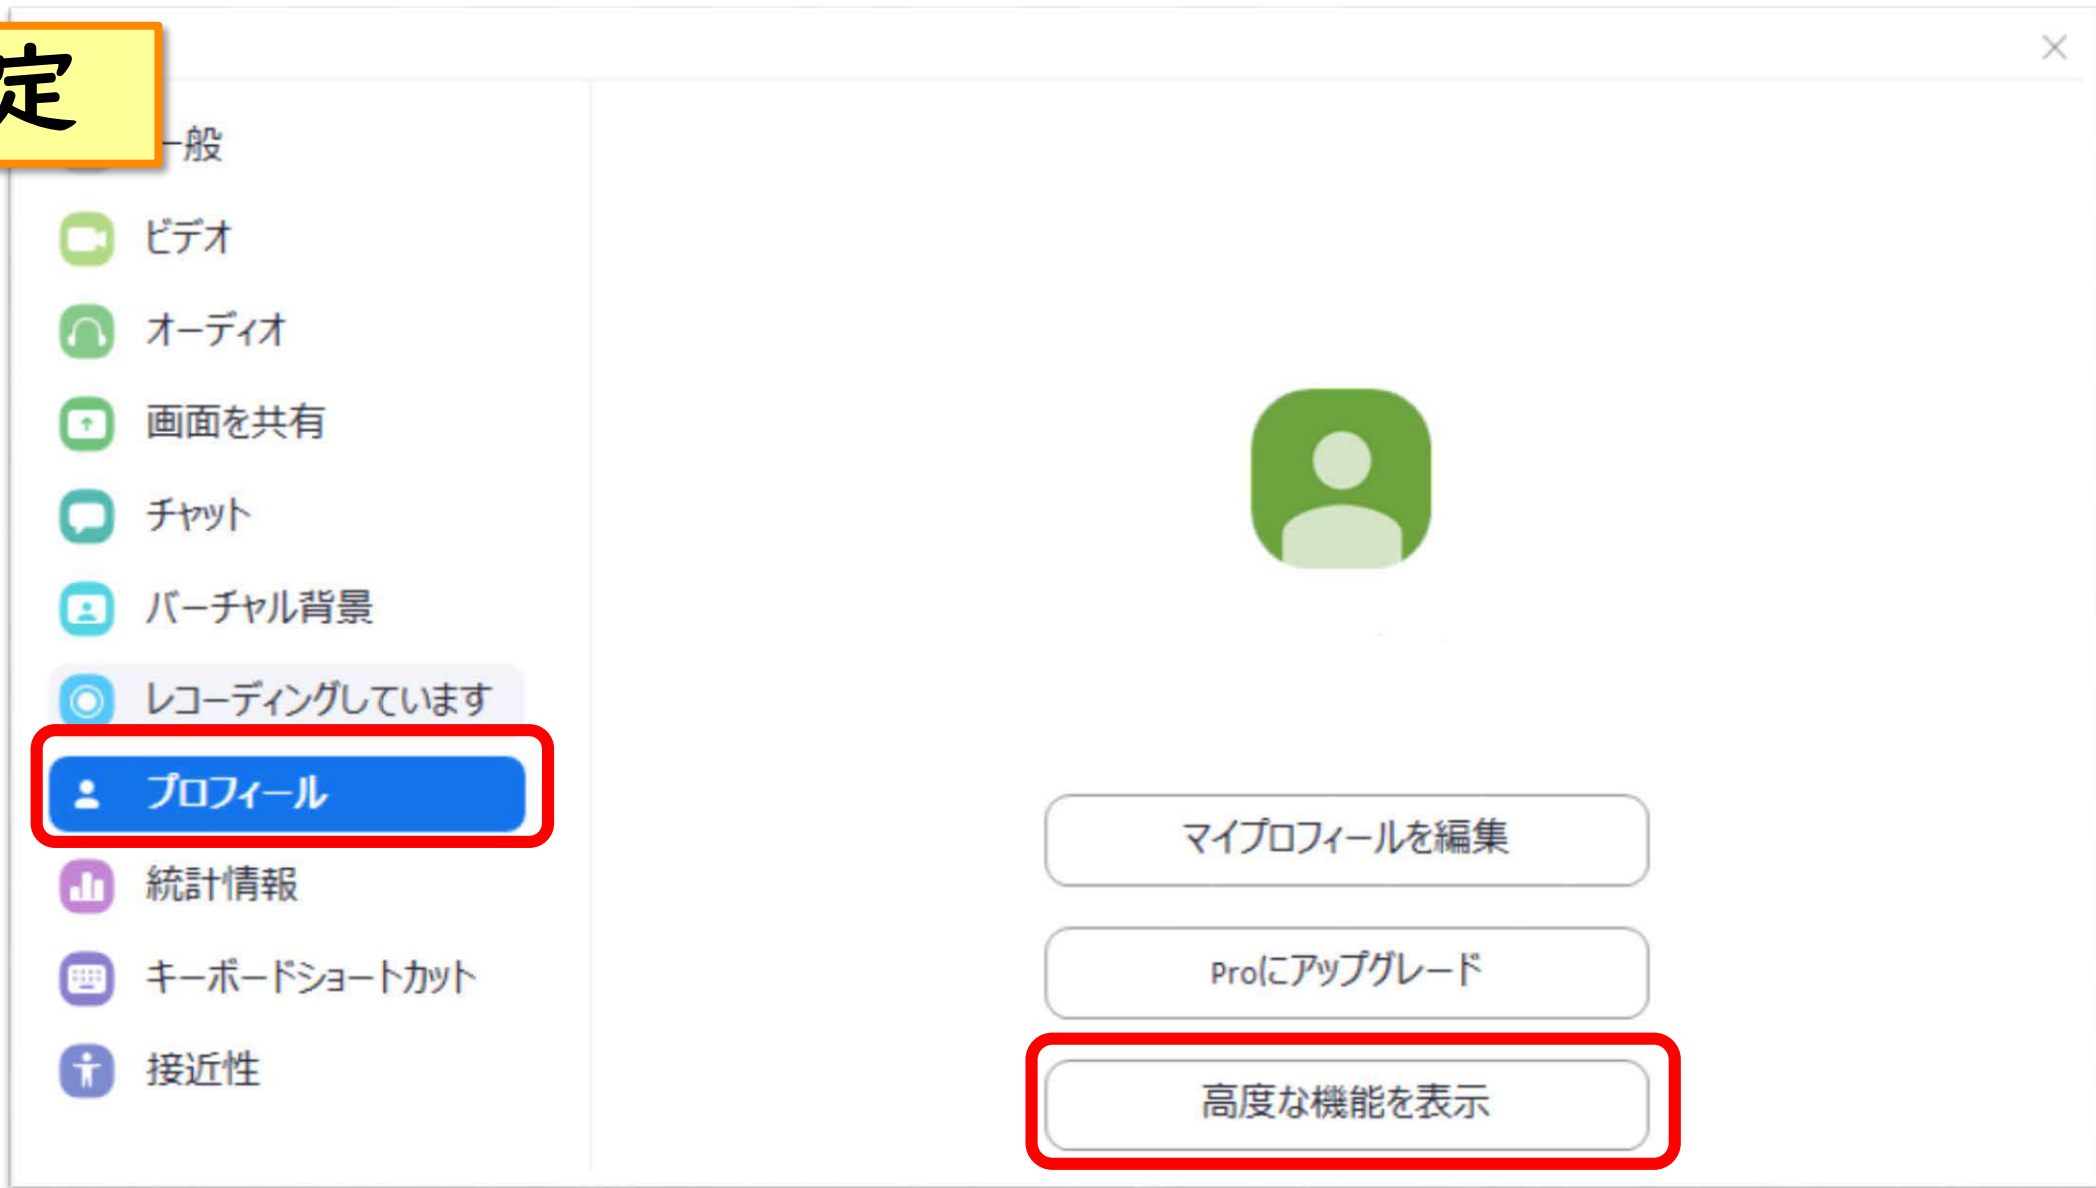 定
一般
ビデオ
オーディオ
画面を共有
チャット
バーチャル背景
レコーディングしています
プロフィール
統計情報
キーボードショートカット
接近性
マイプロフィールを編集
Proにアップグレード
高度な機能を表示